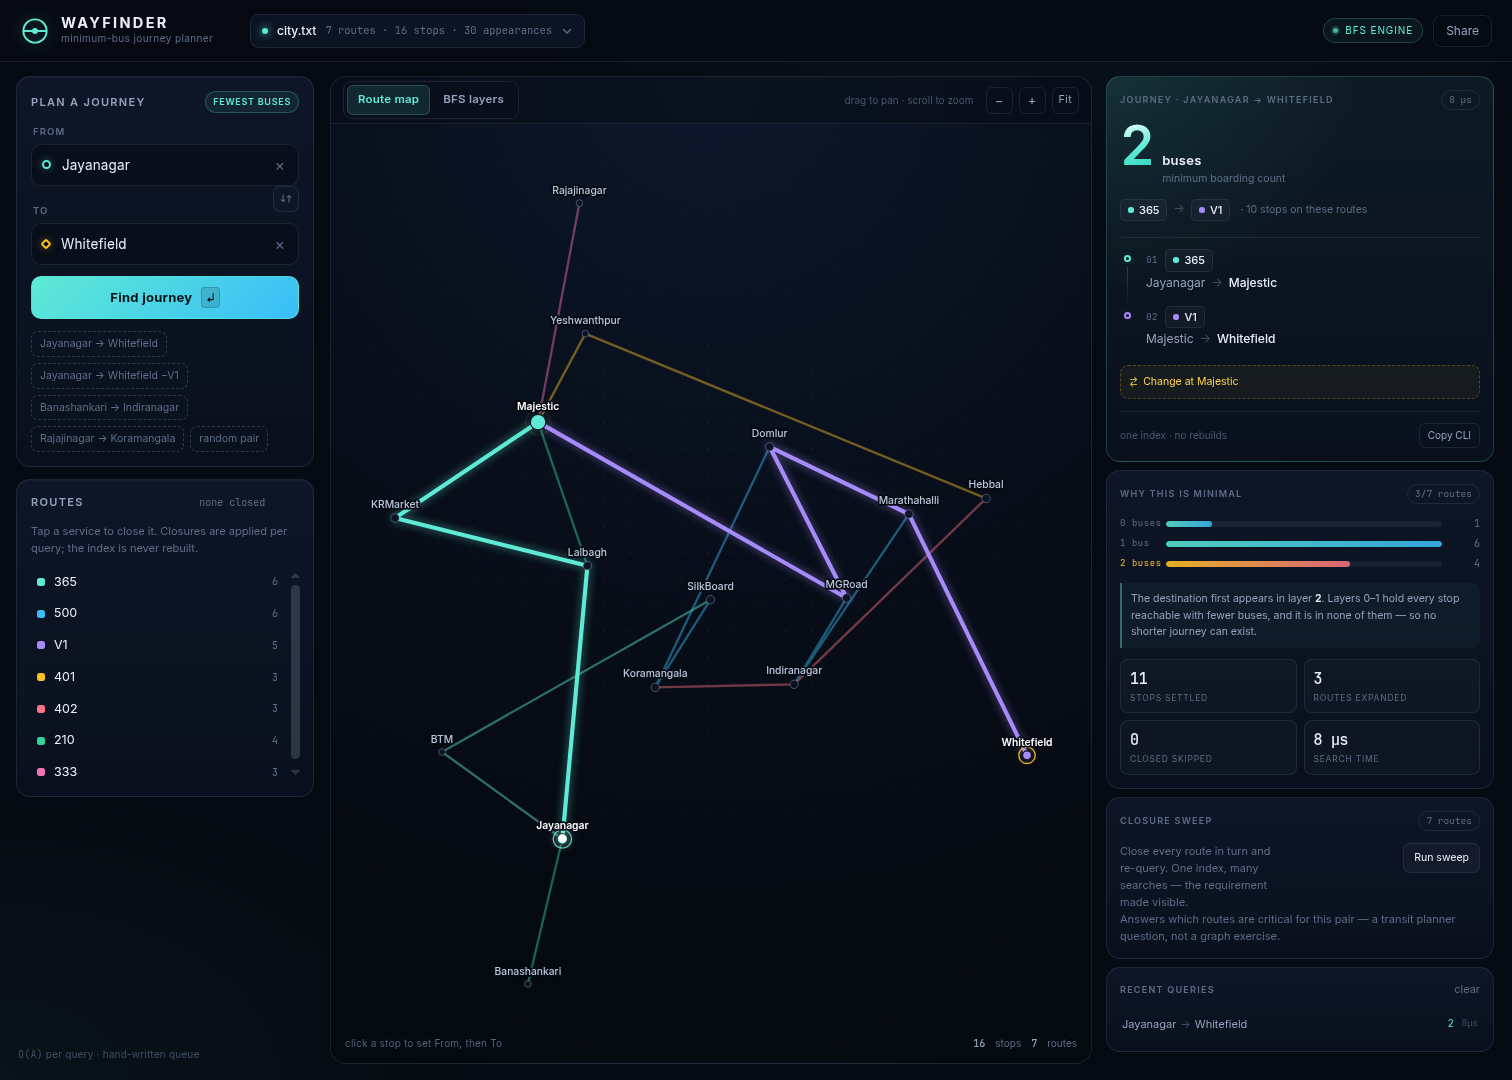 WAYFINDER
minimum-bus journey planner
city.txt 7 routes · 16 stops · 30 appearances
BFS ENGINE
Share
PLAN A JOURNEY
FEWEST BUSES
FROM
Jayanagar ×
TO
Whitefield ×
Find journey ↲
Jayanagar → Whitefield
Jayanagar → Whitefield −V1
Banashankari → Indiranagar
Rajajinagar → Koramangala
random pair
ROUTES
none closed
Tap a service to close it. Closures are applied per
query; the index is never rebuilt.
365 6
500 6
V1 5
401 3
402 3
210 4
333 3
O(A) per query · hand-written queue
Route map
BFS layers
drag to pan · scroll to zoom
−
+
Fit
Rajajinagar
Yeshwanthpur
Majestic
Domlur
Hebbal
Marathahalli
KRMarket
Lalbagh
SilkBoard
MGRoad
Koramangala
Indiranagar
BTM
Whitefield
Jayanagar
Banashankari
click a stop to set From, then To
16 stops 7 routes
JOURNEY · JAYANAGAR → WHITEFIELD
8 µs
2 buses
minimum boarding count
365 → V1 · 10 stops on these routes
01 365
Jayanagar → Majestic
02 V1
Majestic → Whitefield
⇄ Change at Majestic
one index · no rebuilds
Copy CLI
WHY THIS IS MINIMAL
3/7 routes
0 buses 1
1 bus 6
2 buses 4
The destination first appears in layer 2. Layers 0–1 hold every stop
reachable with fewer buses, and it is in none of them — so no
shorter journey can exist.
11
STOPS SETTLED
3
ROUTES EXPANDED
0
CLOSED SKIPPED
8 µs
SEARCH TIME
CLOSURE SWEEP
7 routes
Close every route in turn and
re-query. One index, many
searches — the requirement
made visible.
Run sweep
Answers which routes are critical for this pair — a transit planner
question, not a graph exercise.
RECENT QUERIES
clear
Jayanagar → Whitefield 2 8µs